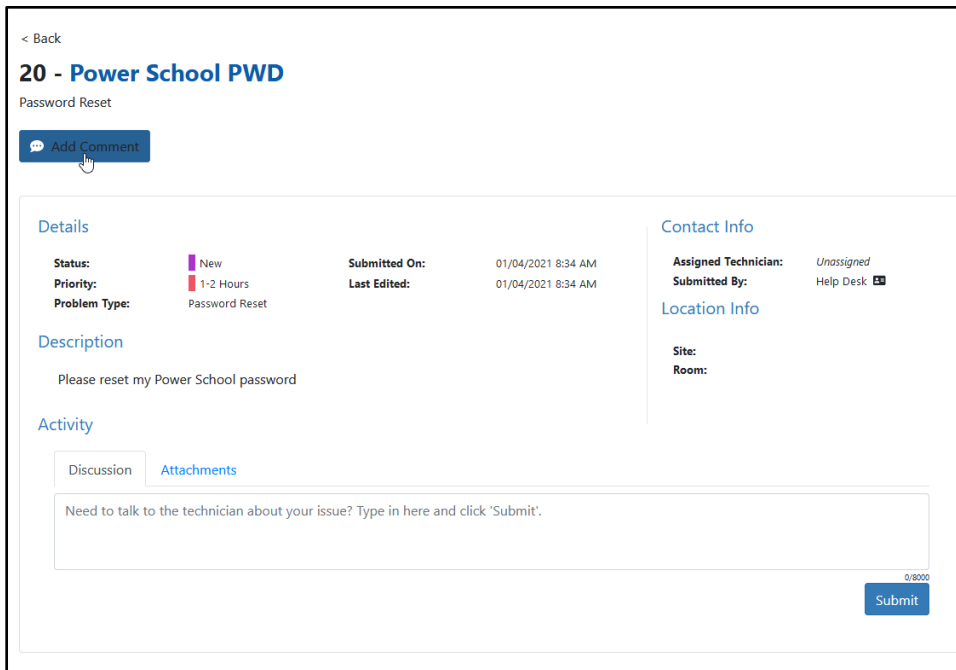 < Back
20 - Power School PWD
Password Reset
Add Comment
Details
Status: New Submitted On: 01/04/2021 8:34 AM
Priority: 1-2 Hours Last Edited: 01/04/2021 8:34 AM
Problem Type: Password Reset
Description
Please reset my Power School password
Contact Info
Assigned Technician: Unassigned
Submitted By: Help Desk
Location Info
Site:
Room:
Activity
Discussion Attachments
Need to talk to the technician about your issue? Type in here and click 'Submit'.
0/8000
Submit